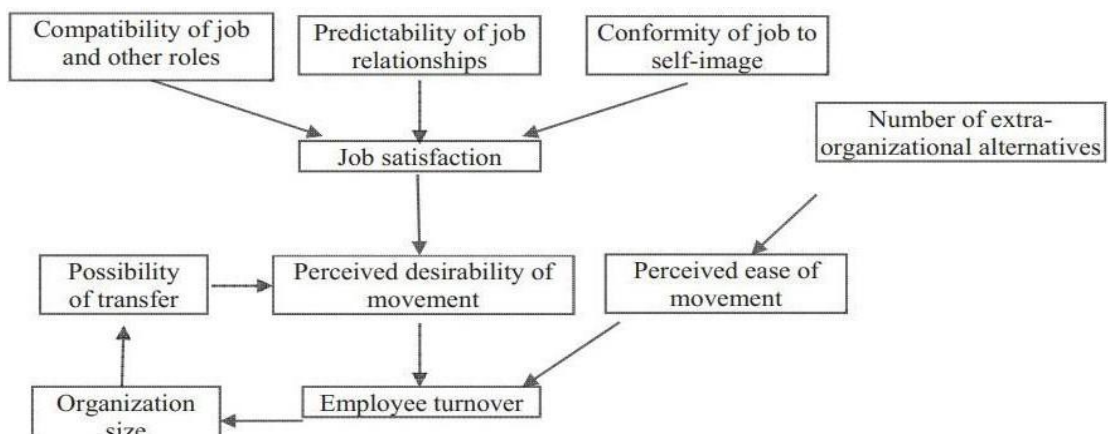 Compatibility of job
and other roles
Predictability of job
relationships
Conformity of job to
self-image
Number of extra-
organizational alternatives
Job satisfaction
Possibility
of transfer
Perceived desirability of
movement
Perceived ease of
movement
Organization
size
Employee turnover